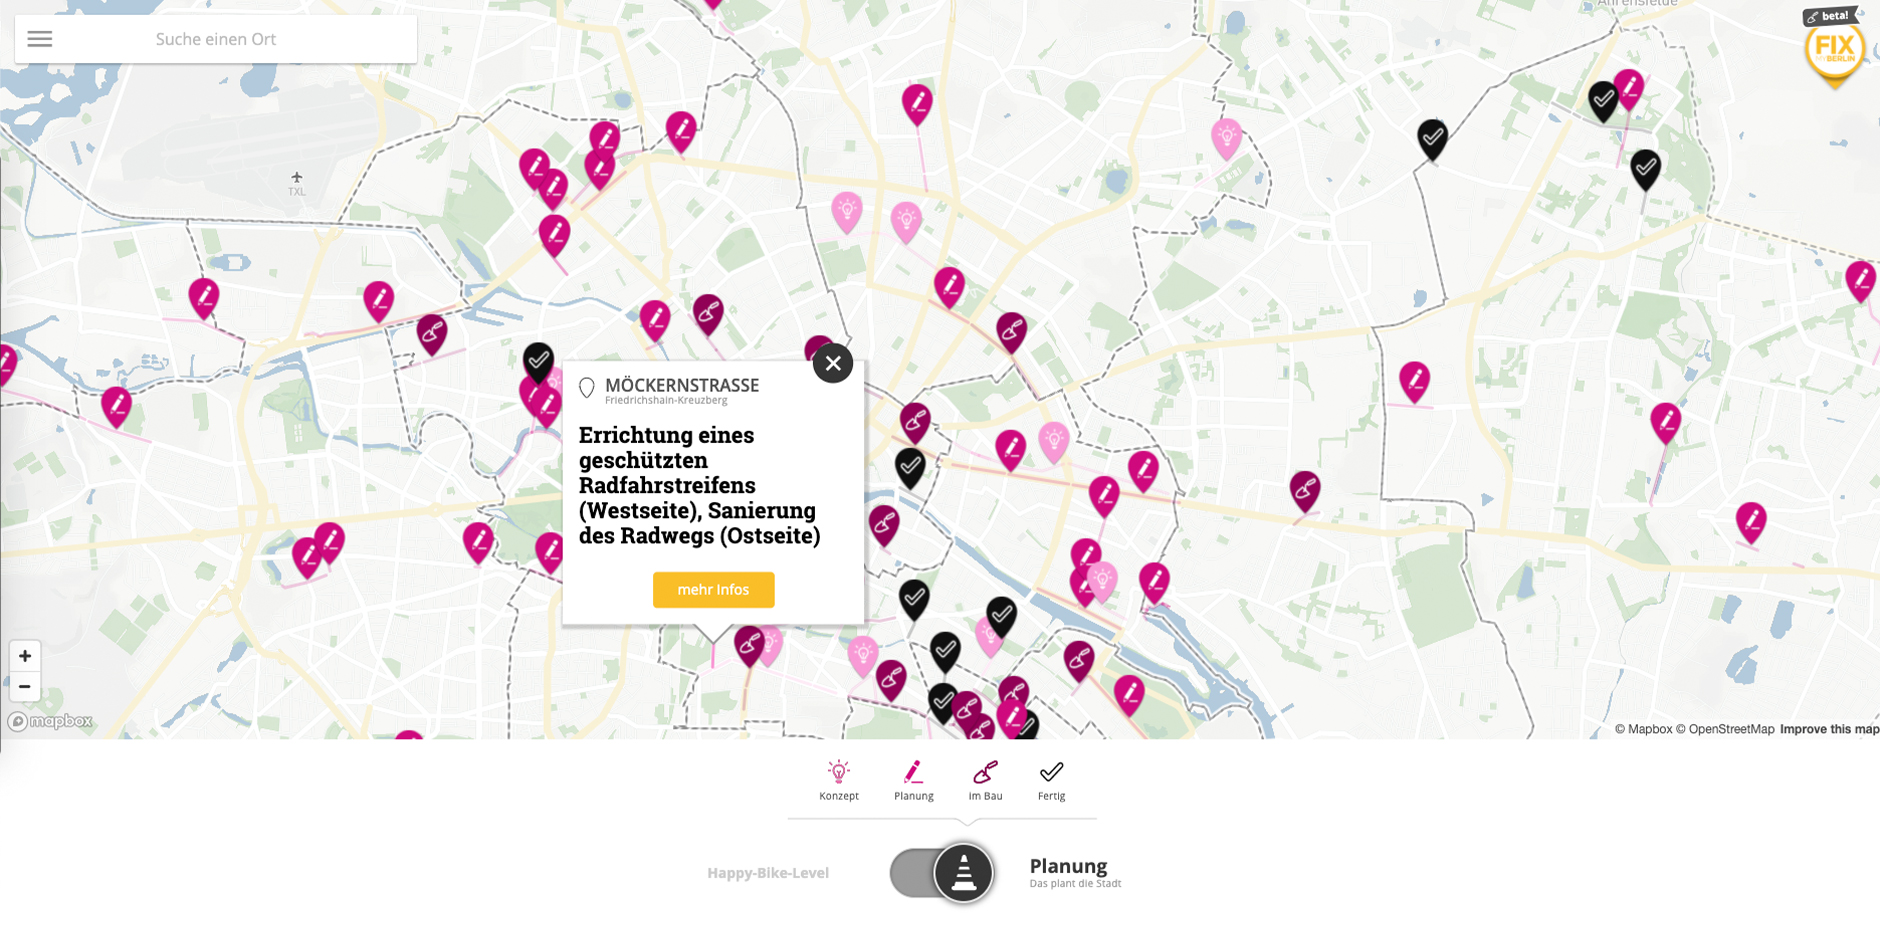 Ahrensfelde
Suche einen Ort
beta!
FIX
MYBERLIN
TXL
MÖCKERNSTRASSE
Friedrichshain-Kreuzberg
Errichtung eines
geschützten
Radfahrstreifens
(Westseite), Sanierung
des Radwegs (Ostseite)
mehr Infos
+
−
mapbox
© Mapbox © OpenStreetMap Improve this map
Konzept
Planung
im Bau
Fertig
Happy-Bike-Level
Planung
Das plant die Stadt